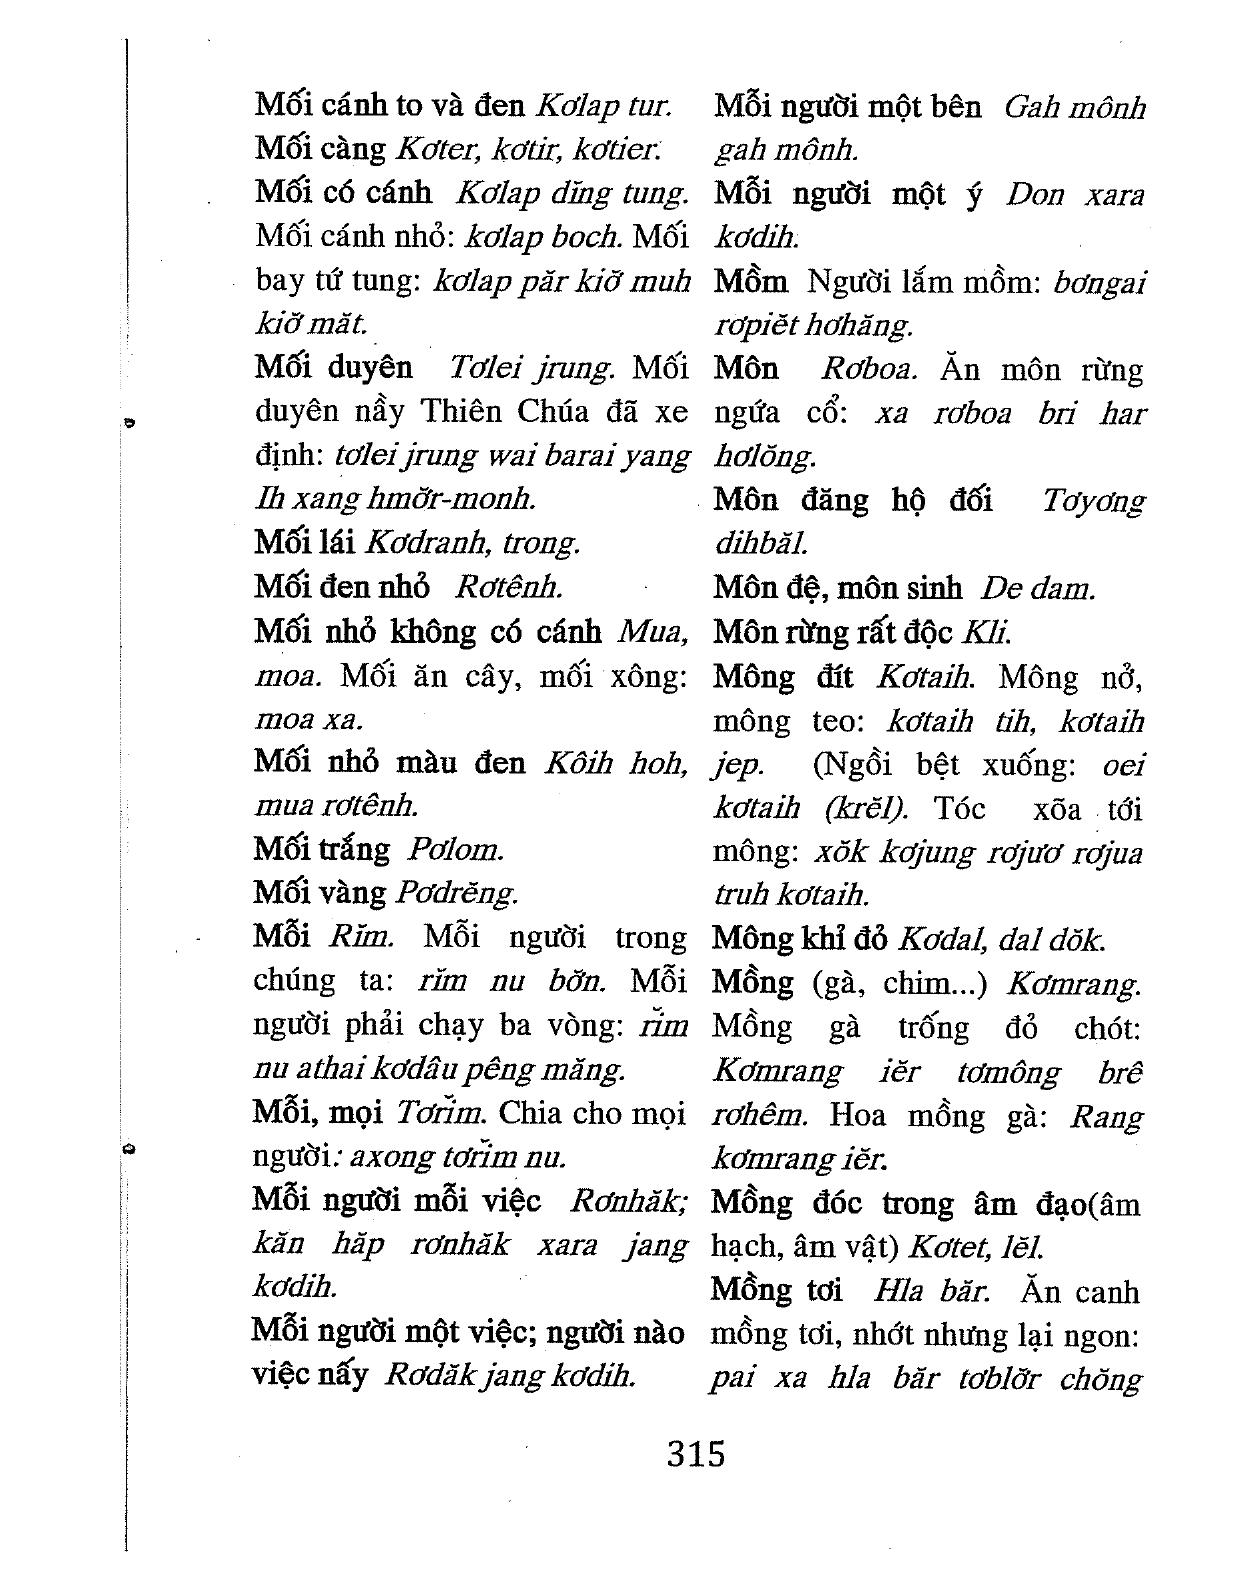 Mối cánh to và đen Kơlap tur.
Mối càng Kơter, kơtir, kơtier.
Mối có cánh Kơlap dĭng tung.
Mối cánh nhỏ: kơlap boch. Mối
bay tứ tung: kơlap păr kiơ̆ muh
kiơ̆ măt.
Mối duyên Tơlei jrung. Mối
duyên nầy Thiên Chúa đã xe
định: tơlei jrung wai barai yang
Ih xang hmơ̆r-monh.
Mối lái Kơdranh, trong.
Mối đen nhỏ Rơtênh.
Mối nhỏ không có cánh Mua,
moa. Mối ăn cây, mối xông:
moa xa.
Mối nhỏ màu đen Kôih hoh,
mua rơtênh.
Mối trắng Pơlom.
Mối vàng Pơdrĕng.
Mỗi Rĭm. Mỗi người trong
chúng ta: rĭm nu bơ̆n. Mỗi
người phải chạy ba vòng: rĭm
nu athai kơdâu pêng măng.
Mỗi, mọi Tơrĭm. Chia cho mọi
người: axong tơrĭm nu.
Mỗi người mỗi việc Rơnhăk;
kăn hăp rơnhăk xara jang
kơdih.
Mỗi người một việc; người nào
việc nấy Rơdăk jang kơdih.
Mỗi người một bên Gah mônh
gah mônh.
Mỗi người một ý Don xara
kơdih.
Mồm Người lắm mồm: bơngai
rơpiĕt hơhăng.
Môn Rơboa. Ăn môn rừng
ngứa cổ: xa rơboa bri har
hơlŏng.
Môn đăng hộ đối Tơyơng
dihbăl.
Môn đệ, môn sinh De dam.
Môn rừng rất độc Kli.
Mông đít Kơtaih. Mông nở,
mông teo: kơtaih tih, kơtaih
jep. (Ngồi bệt xuống: oei
kơtaih (krĕl). Tóc xõa tới
mông: xŏk kơjung rơjươ rơjua
truh kơtaih.
Mông khỉ đỏ Kơdal, dal dŏk.
Mồng (gà, chim...) Kơmrang.
Mồng gà trống đỏ chót:
Kơmrang iĕr tơmông brê
rơhêm. Hoa mồng gà: Rang
kơmrang iĕr.
Mồng đóc trong âm đạo(âm
hạch, âm vật) Kơtet, lĕl.
Mồng tơi Hla băr. Ăn canh
mồng tơi, nhớt nhưng lại ngon:
pai xa hla băr tơblơ̆r chŏng
315